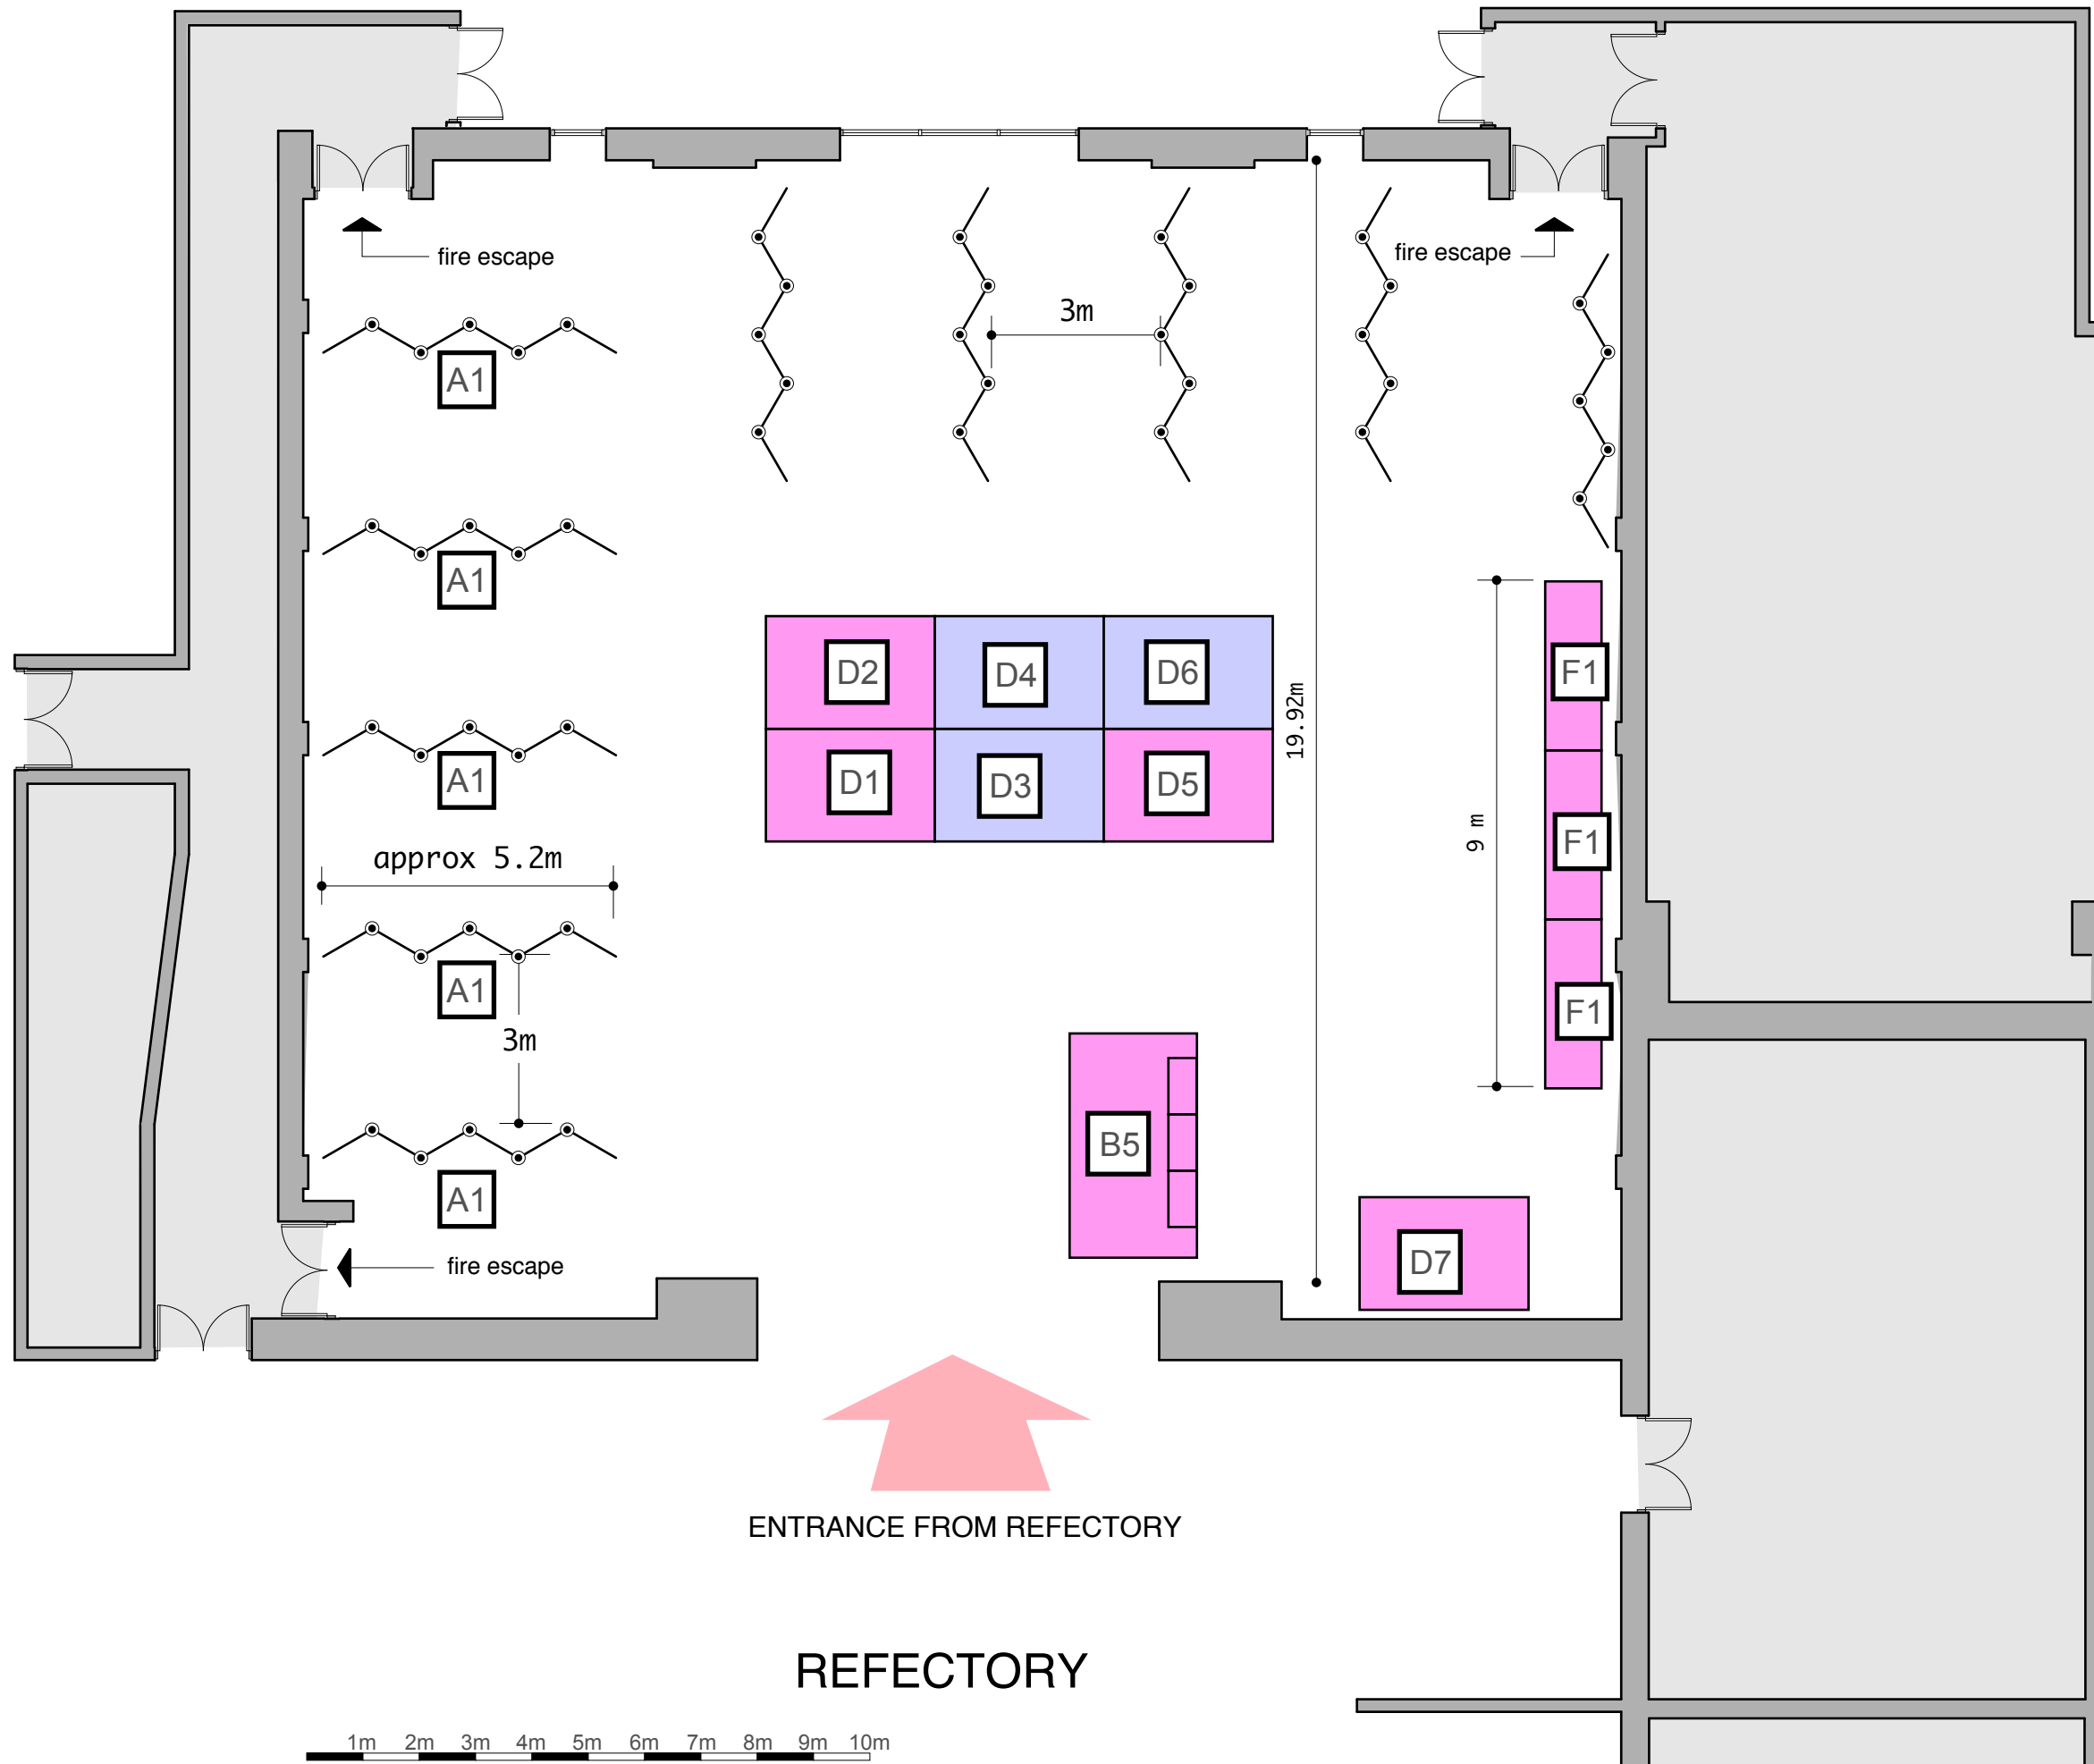 fire escape
fire escape
3m
A1
A1
D2
D4
D6
F1
19.92m
A1
D1
D3
D5
9 m
F1
approx 5.2m
A1
F1
3m
B5
A1
D7
fire escape
ENTRANCE FROM REFECTORY
REFECTORY
1m 2m 3m 4m 5m 6m 7m 8m 9m 10m